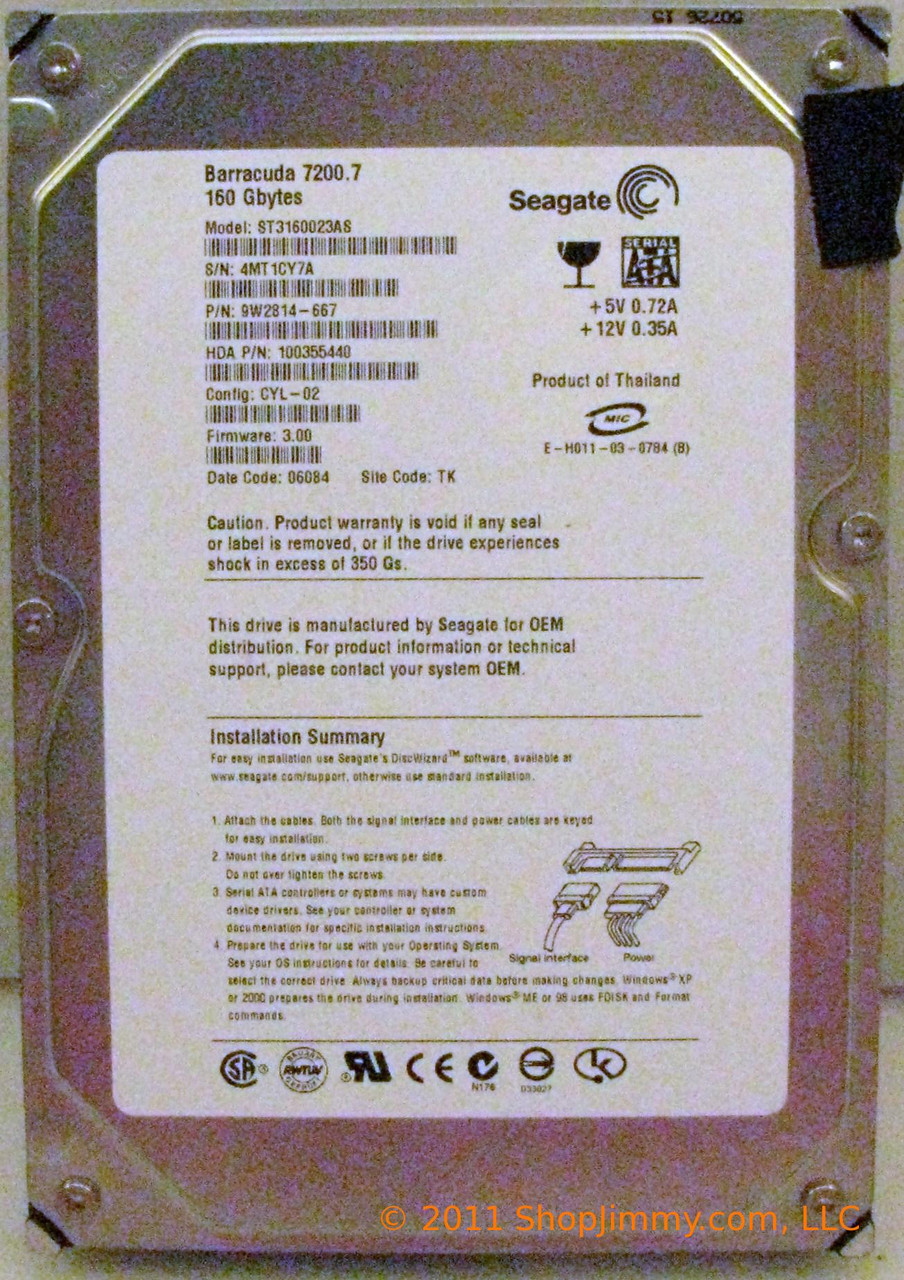 50726 15
Barracuda 7200.7
160 Gbytes
Seagate
Model: ST3160023AS
SERIAL
ATA
S/N: 4MT1CY7A
P/N: 9W2814-667
+5V 0.72A
+12V 0.35A
HDA P/N: 100355440
Product of Thailand
Config: CYL-02
MIC
Firmware: 3.00
E-H011-03-0784 (B)
Date Code: 06084 Site Code: TK
Caution. Product warranty is void if any seal
or label is removed, or if the drive experiences
shock in excess of 350 Gs.
This drive is manufactured by Seagate for OEM
distribution. For product information or technical
support, please contact your system OEM.
Installation Summary
For easy installation use Seagate's DiscWizard™ software, available at
www.seagate.com/support, otherwise use standard installation.
1. Attach the cables. Both the signal interface and power cables are keyed
for easy installation.
2. Mount the drive using two screws per side.
Do not over tighten the screws.
3. Serial ATA controllers or systems may have custom
device drivers. See your controller or system
documentation for specific installation instructions.
4. Prepare the drive for use with your Operating System.
See your OS instructions for details. Be careful to
select the correct drive. Always backup critical data before making changes. Windows® XP
or 2000 prepares the drive during installation. Windows® ME or 98 uses FDISK and Format
commands.
Signal interface Power
SA
RWTÜV
CE
N176
D33027
© 2011 ShopJimmy.com, LLC